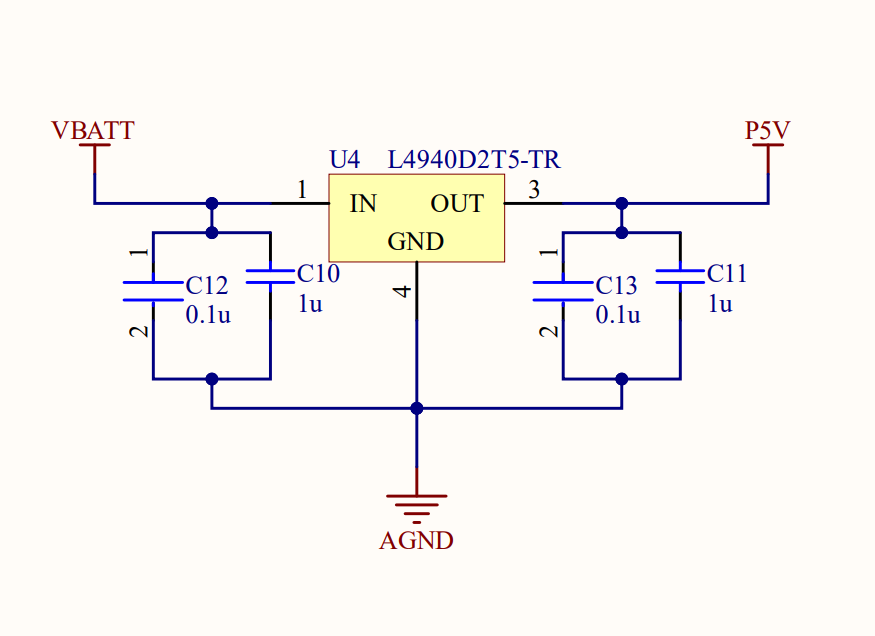 VBATT
P5V
U4 L4940D2T5-TR
1
3
IN OUT
GND
1
C12
0.1u
2
C10
1u
4
1
C13
0.1u
2
C11
1u
AGND